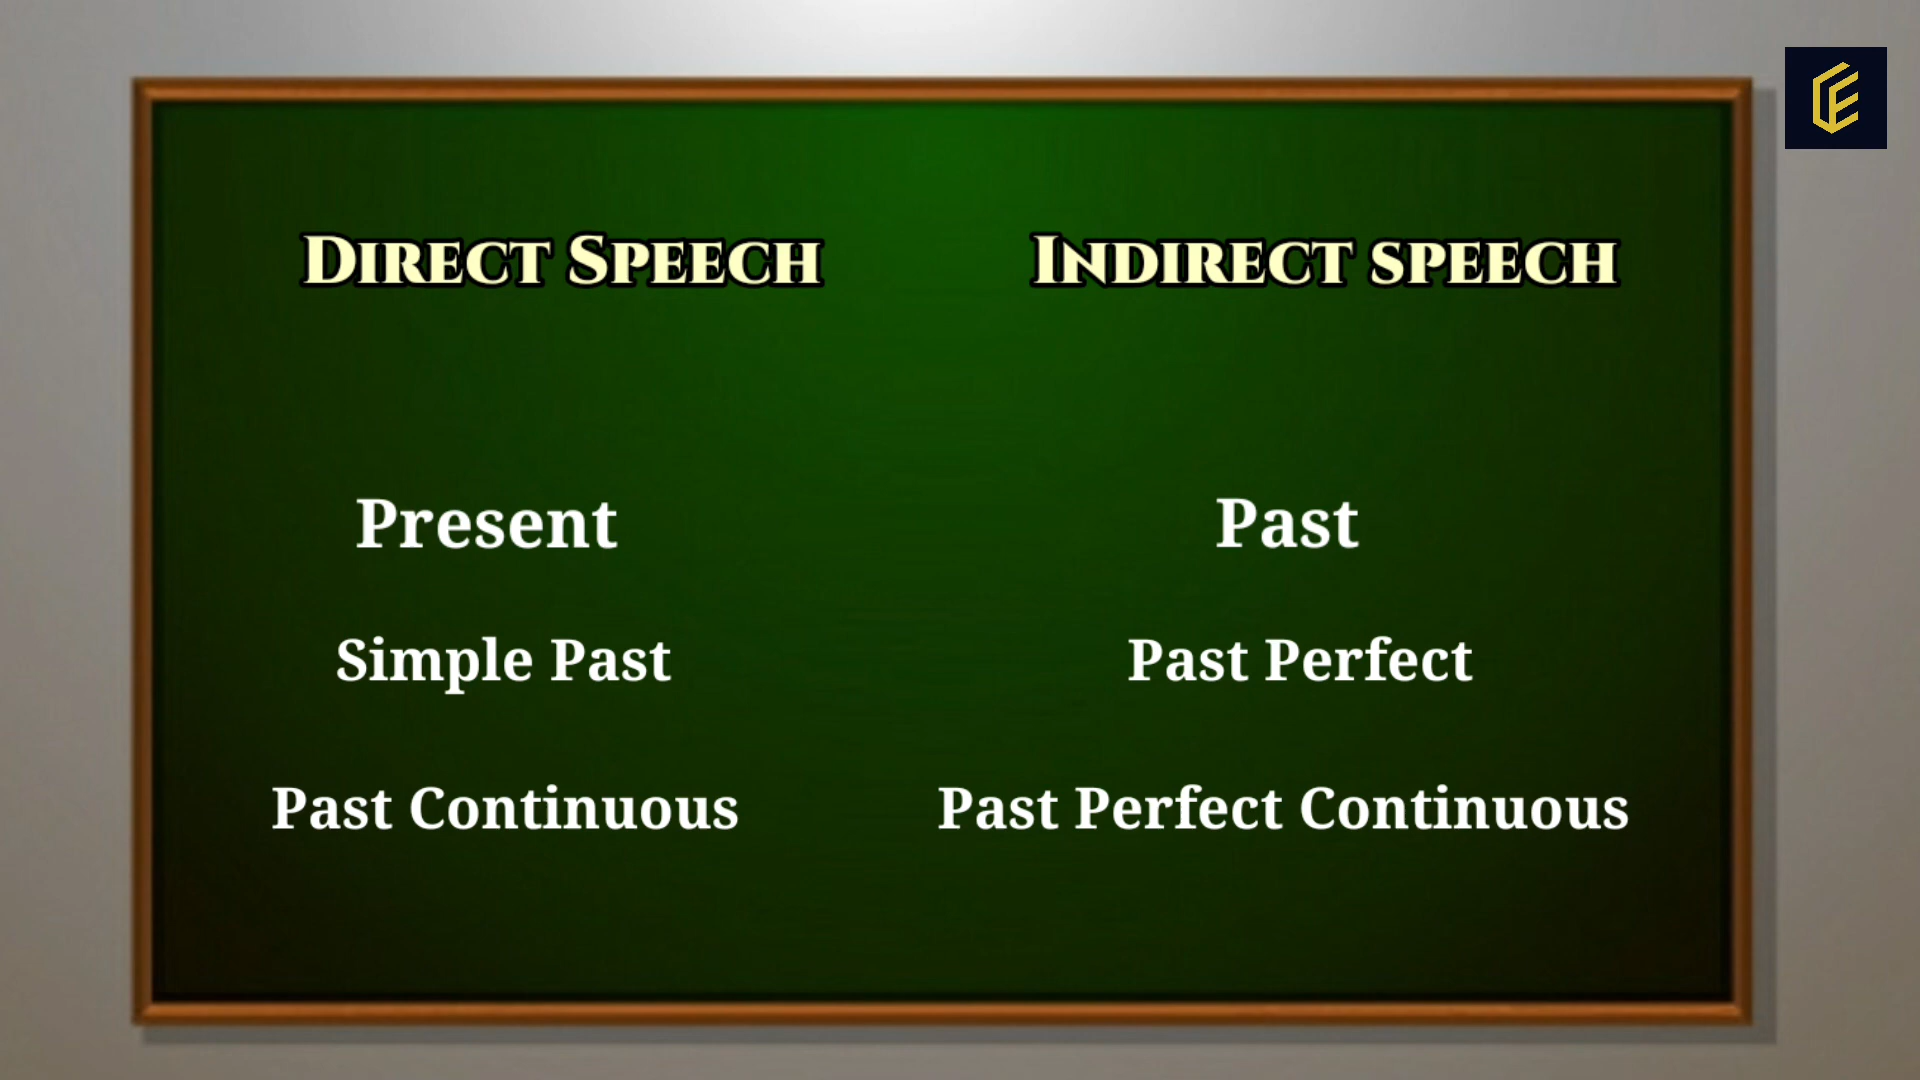 Direct Speech Indirect speech
Present Past
Simple Past Past Perfect
Past Continuous Past Perfect Continuous